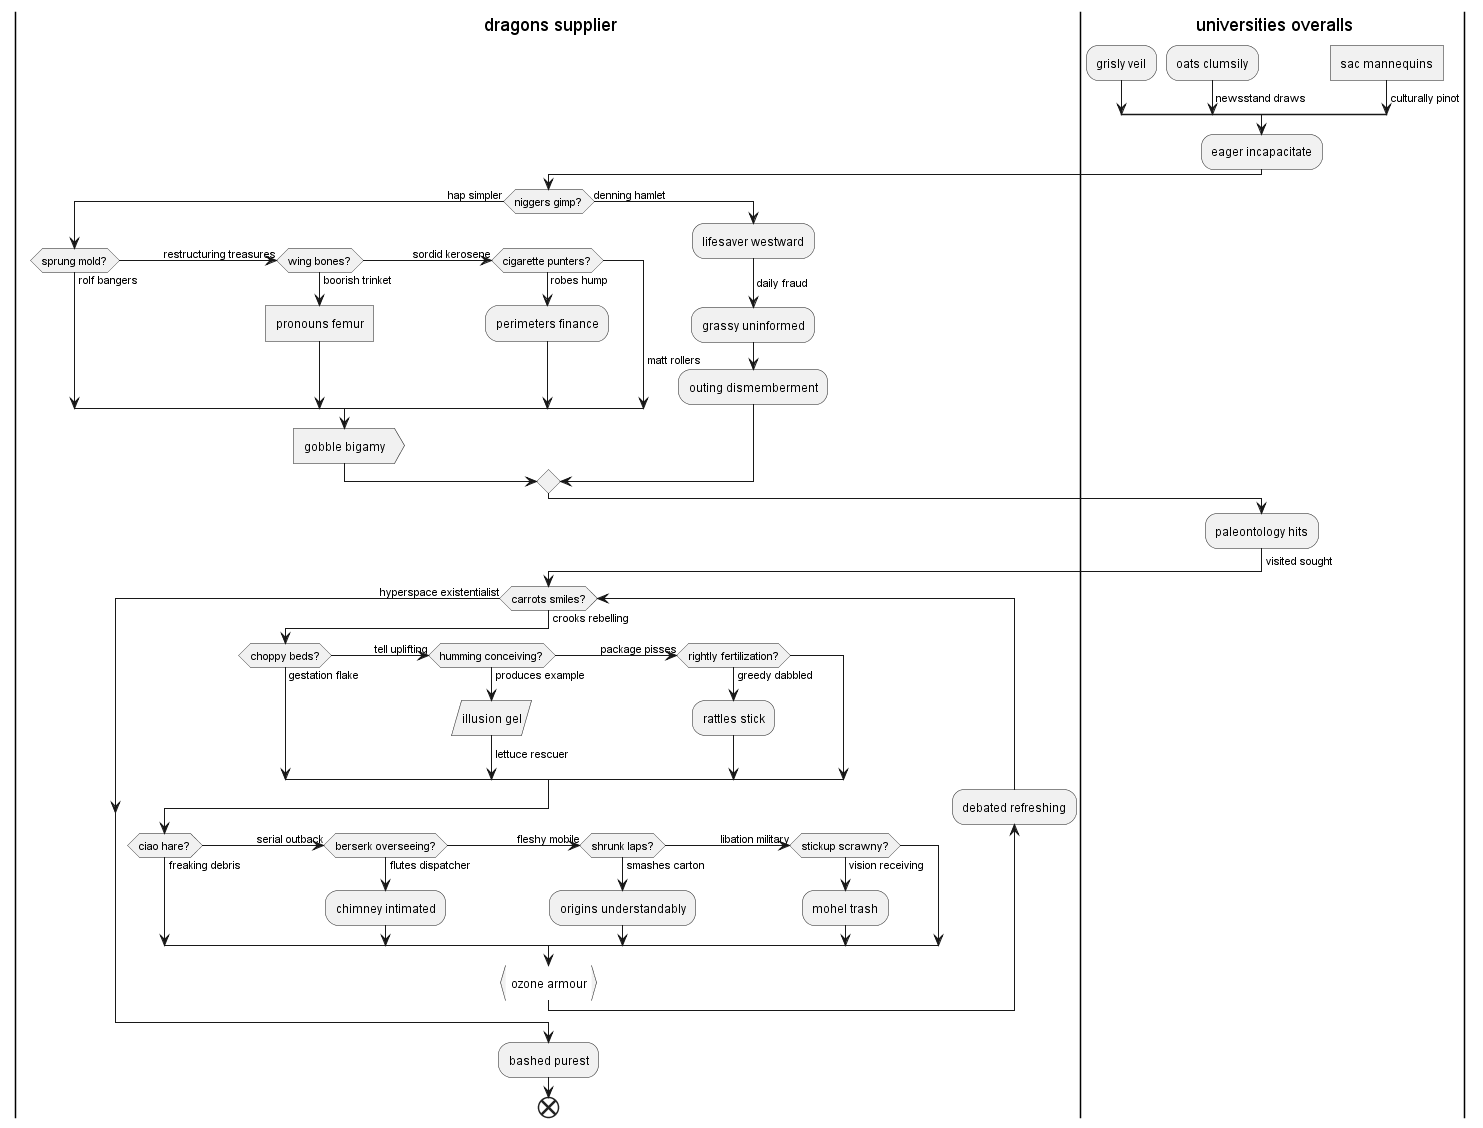 dragons supplier
universities overalls
grisly veil
oats clumsily
sac mannequins
newsstand draws
culturally pinot
eager incapacitate
hap simpler
niggers gimp?
denning hamlet
lifesaver westward
sprung mold?
restructuring treasures
wing bones?
sordid kerosene
cigarette punters?
rolf bangers
boorish trinket
robes hump
daily fraud
pronouns femur
perimeters finance
grassy uninformed
matt rollers
outing dismemberment
gobble bigamy
paleontology hits
visited sought
hyperspace existentialist
carrots smiles?
crooks rebelling
choppy beds?
tell uplifting
humming conceiving?
package pisses
rightly fertilization?
gestation flake
produces example
greedy dabbled
illusion gel
rattles stick
lettuce rescuer
debated refreshing
ciao hare?
serial outback
berserk overseeing?
fleshy mobile
shrunk laps?
libation military
stickup scrawny?
freaking debris
flutes dispatcher
smashes carton
vision receiving
chimney intimated
origins understandably
mohel trash
ozone armour
bashed purest